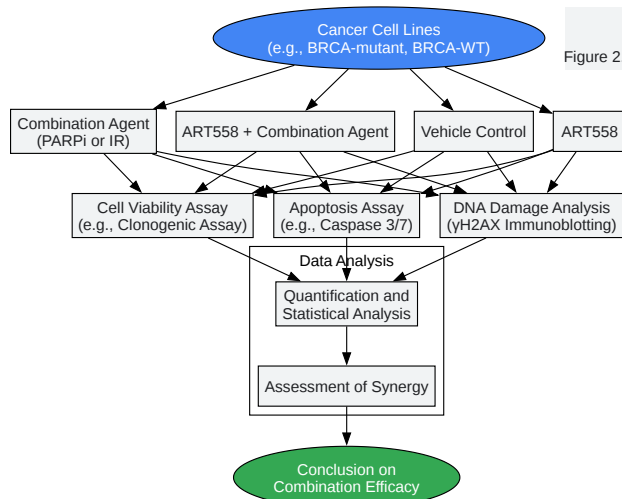 Cancer Cell Lines
(e.g., BRCA-mutant, BRCA-WT)
Figure 2
Combination Agent
(PARPi or IR)
ART558 + Combination Agent
Vehicle Control
ART558
Cell Viability Assay
(e.g., Clonogenic Assay)
Apoptosis Assay
(e.g., Caspase 3/7)
DNA Damage Analysis
(γH2AX Immunoblotting)
Data Analysis
Quantification and
Statistical Analysis
Assessment of Synergy
Conclusion on
Combination Efficacy